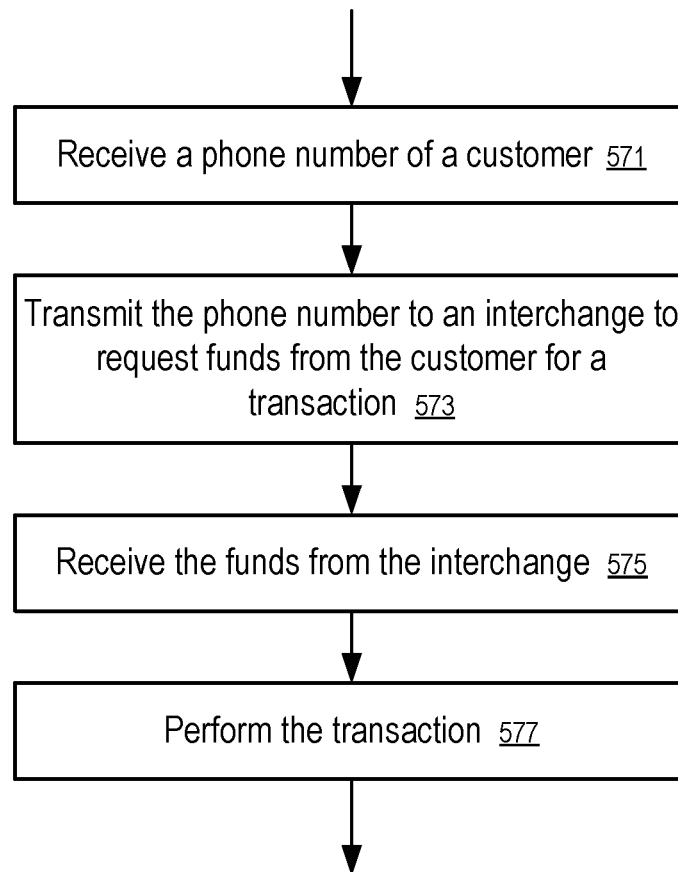 Receive a phone number of a customer 571
Transmit the phone number to an interchange to
request funds from the customer for a
transaction 573
Receive the funds from the interchange 575
Perform the transaction 577